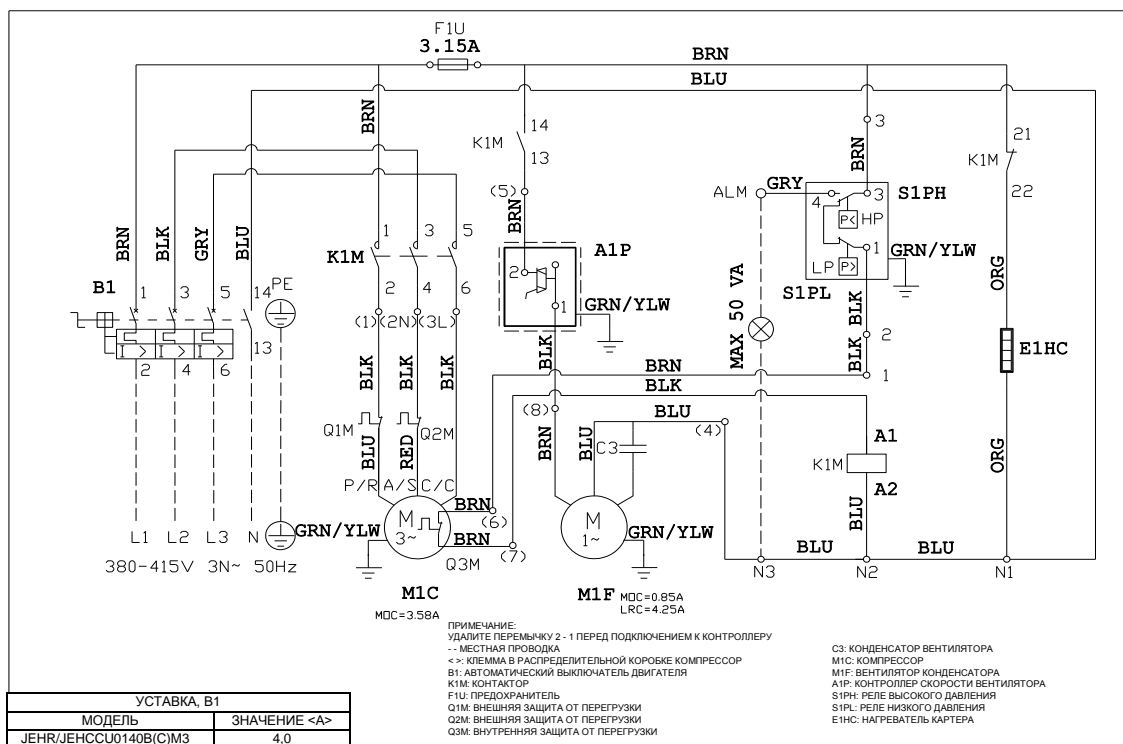 F1U
3.15A
BRN
BLU
BRN
14
K1M
13
(5)
BRN
3
BRN
21
K1M
22
ALM
GRY
4
3
S1PH
P<
HP
1
LP
P>
GRN/YLW
S1PL
BRN
BLK
GRY
BLU
B1
1
3
5
14
PE
I >
I >
I >
13
2
4
6
K1M
1
3
5
2
4
6
(1)
(2N)
(3L)
A1P
2
1
GRN/YLW
MAX 50 VA
BLK
2
BLK
1
ORG
E1HC
BLK
BLK
BLK
BLK
BRN
BLK
(8)
BLU
(4)
Q1M
Q2M
BLU
RED
BRN
BLU
C3
A1
K1M
A2
BLU
ORG
P/R
A/S
C/C
BRN
(6)
BRN
(7)
GRN/YLW
M
3~
Q3M
M
1~
GRN/YLW
L1
L2
L3
N
380-415V 3N~ 50Hz
BLU
BLU
N3
N2
N1
M1C
MOC=3.58A
M1F
MOC=0.85A
LRC=4.25A
ПРИМЕЧАНИЕ:
УДАЛИТЕ ПЕРЕМЫЧКУ 2 - 1 ПЕРЕД ПОДКЛЮЧЕНИЕМ К КОНТРОЛЛЕРУ
- - МЕСТНАЯ ПРОВОДКА
< >: КЛЕММА В РАСПРЕДЕЛИТЕЛЬНОЙ КОРОБКЕ КОМПРЕССОР
B1: АВТОМАТИЧЕСКИЙ ВЫКЛЮЧАТЕЛЬ ДВИГАТЕЛЯ
K1M: КОНТАКТОР
F1U: ПРЕДОХРАНИТЕЛЬ
Q1M: ВНЕШНЯЯ ЗАЩИТА ОТ ПЕРЕГРУЗКИ
Q2M: ВНЕШНЯЯ ЗАЩИТА ОТ ПЕРЕГРУЗКИ
Q3M: ВНУТРЕННЯЯ ЗАЩИТА ОТ ПЕРЕГРУЗКИ
C3: КОНДЕНСАТОР ВЕНТИЛЯТОРА
M1C: КОМПРЕССОР
M1F: ВЕНТИЛЯТОР КОНДЕНСАТОРА
A1P: КОНТРОЛЛЕР СКОРОСТИ ВЕНТИЛЯТОРА
S1PH: РЕЛЕ ВЫСОКОГО ДАВЛЕНИЯ
S1PL: РЕЛЕ НИЗКОГО ДАВЛЕНИЯ
E1HC: НАГРЕВАТЕЛЬ КАРТЕРА
УСТАВКА, B1
МОДЕЛЬ ЗНАЧЕНИЕ <A>
JEHR/JEHCCU0140B(C)M3 4,0